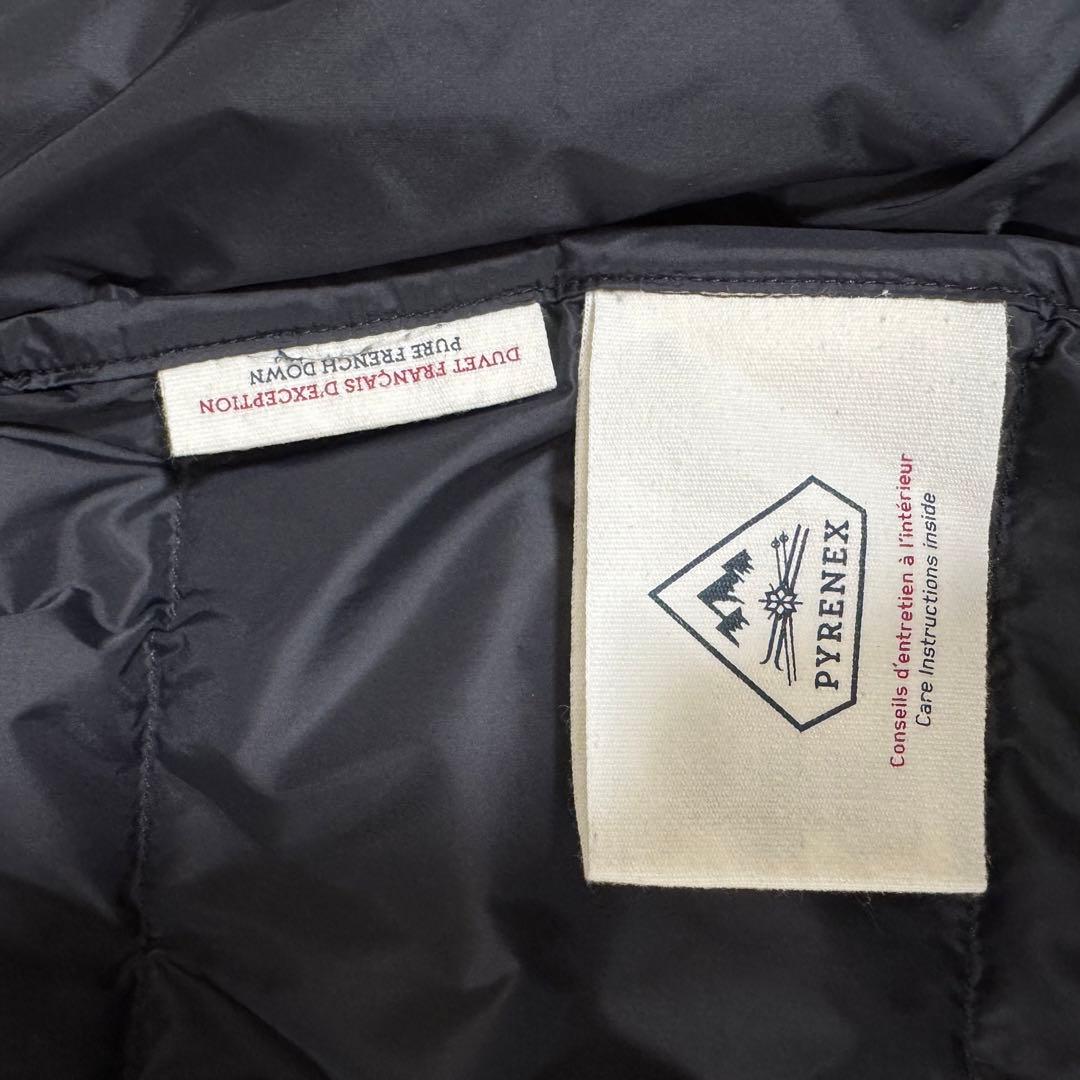 DUVET FRANÇAIS D'EXCEPTION
PURE FRENCH DOWN
PYRENEX
Conseils d'entretien à l'intérieur
Care Instructions inside